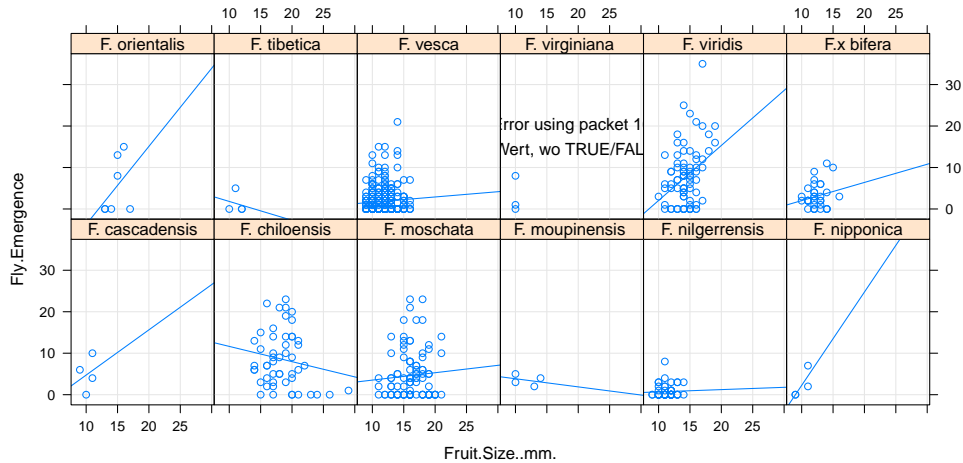 10 15 20 25 10 15 20 25 10 15 20 25
F. orientalis F. tibetica F. vesca F. virginiana F. viridis F.x bifera
0 10 20 30
Error using packet 1
Wert, wo TRUE/FAL
F. cascadensis F. chiloensis F. moschata F. moupinensis F. nilgerrensis F. nipponica
0 10 20 30
10 15 20 25 10 15 20 25 10 15 20 25
Fly.Emergence
Fruit.Size..mm.